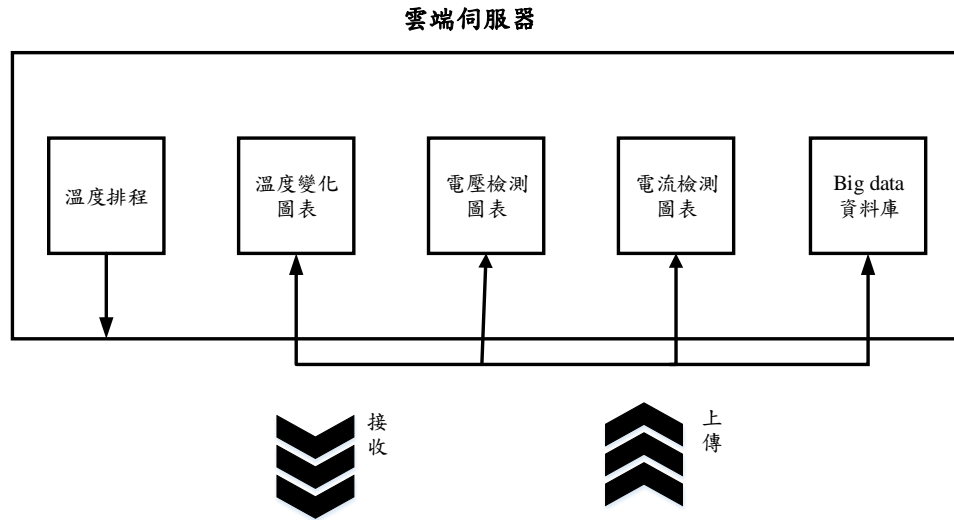 雲端伺服器
溫度排程
溫度變化
圖表
電壓檢測
圖表
電流檢測
圖表
Big data
資料庫
接
收
上
傳